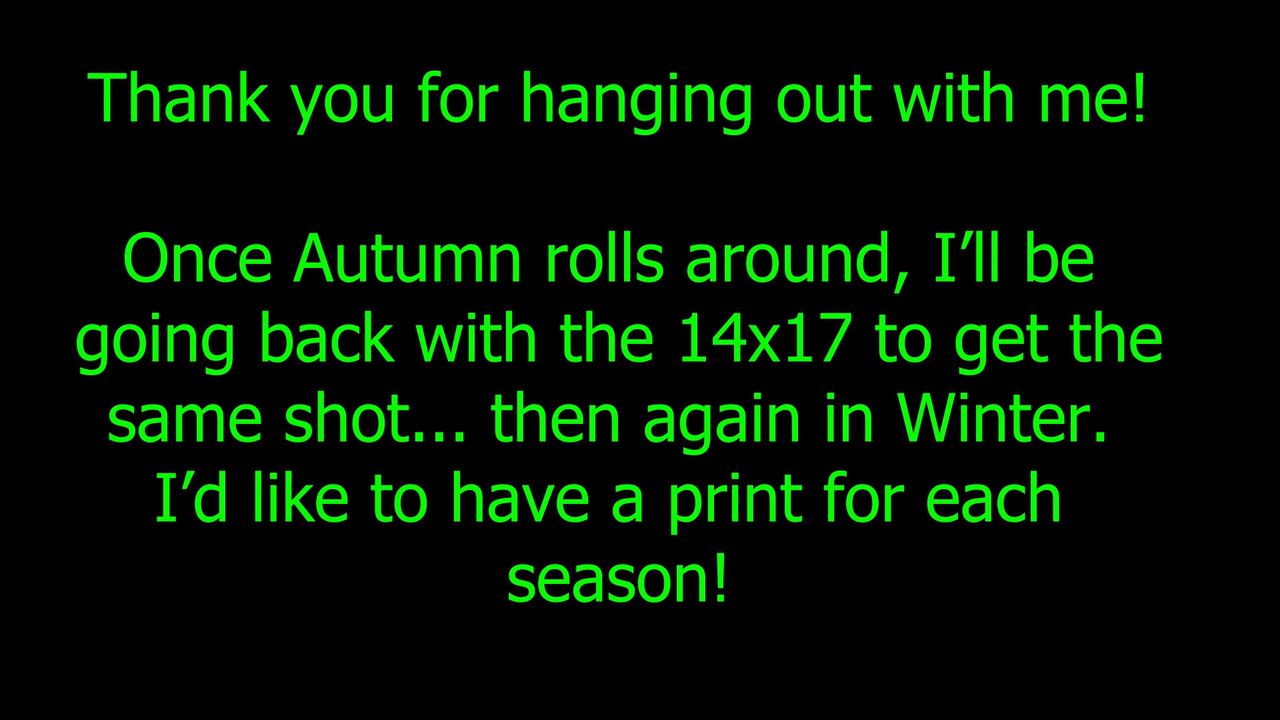 Thank you for hanging out with me!
Once Autumn rolls around, I’ll be
going back with the 14x17 to get the
same shot... then again in Winter.
I’d like to have a print for each
season!